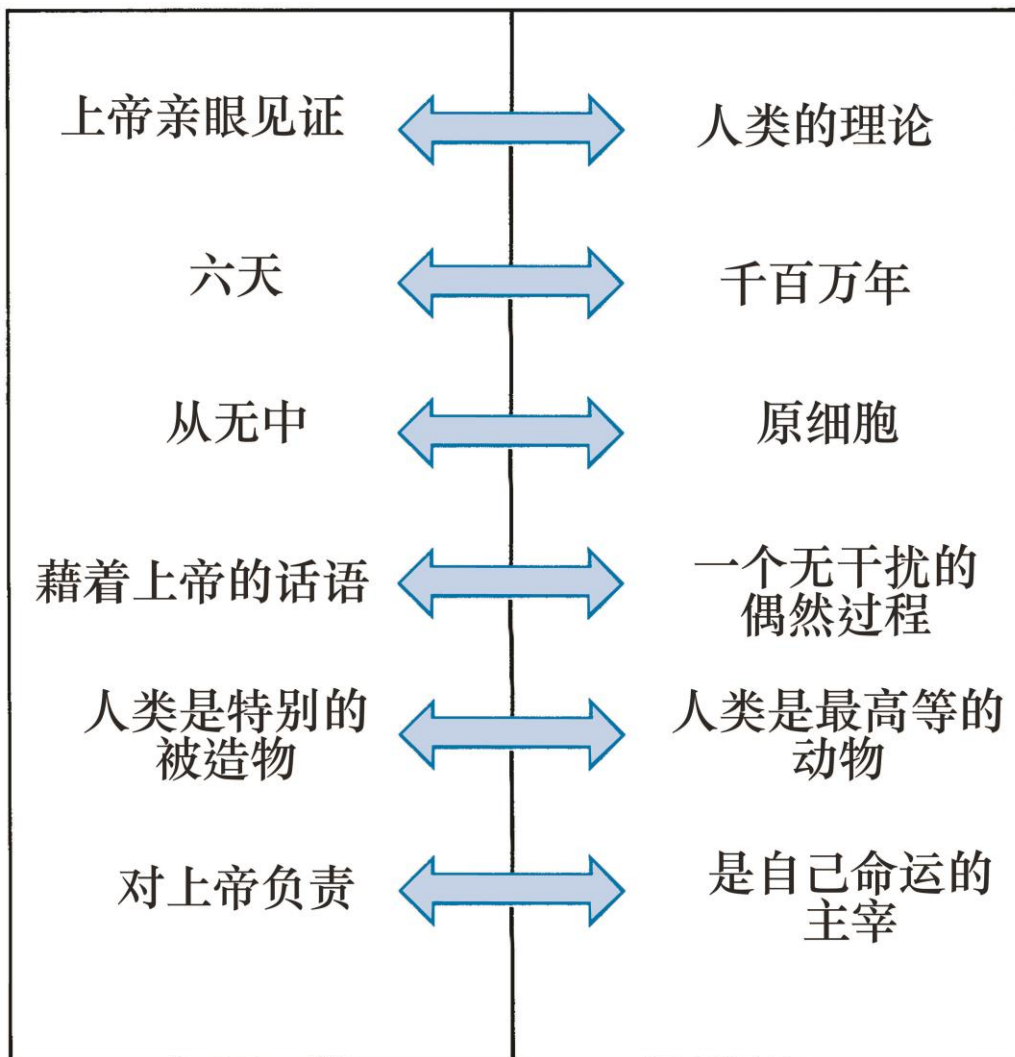 上帝亲眼见证
人类的理论
六天
千百万年
从无中
原细胞
藉着上帝的话语
一个无干扰的
偶然过程
人类是特别的
被造物
人类是最高等的
动物
对上帝负责
是自己命运的
主宰